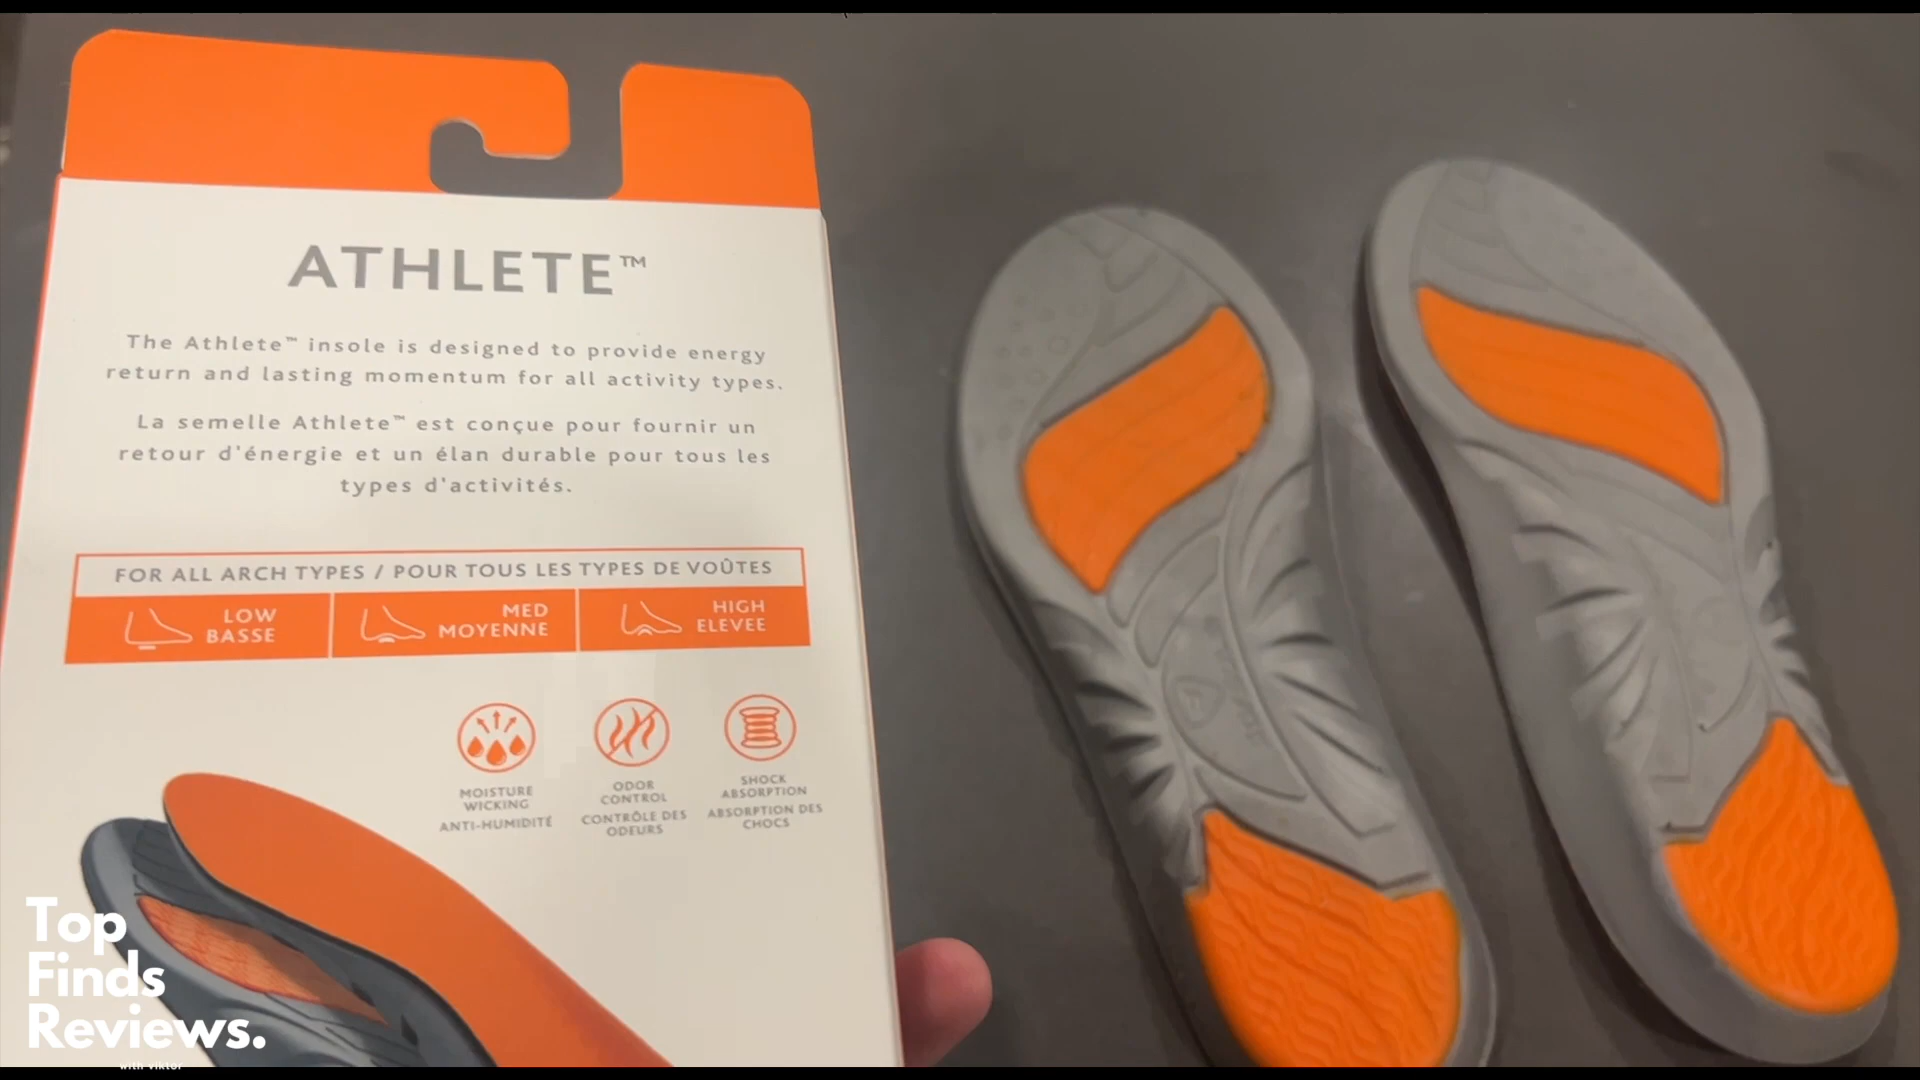 ATHLETE™
The Athlete™ insole is designed to provide energy
return and lasting momentum for all activity types.
La semelle Athlete™ est conçue pour fournir un
retour d'énergie et un élan durable pour tous les
types d'activités.
FOR ALL ARCH TYPES / POUR TOUS LES TYPES DE VOÛTES
LOW
BASSE
MED
MOYENNE
HIGH
ELEVEE
MOISTURE
WICKING
ANTI-HUMIDITÉ
ODOR
CONTROL
CONTRÔLE DES
ODEURS
SHOCK
ABSORPTION
ABSORPTION DES
CHOCS
Top
Finds
Reviews.
with viktor